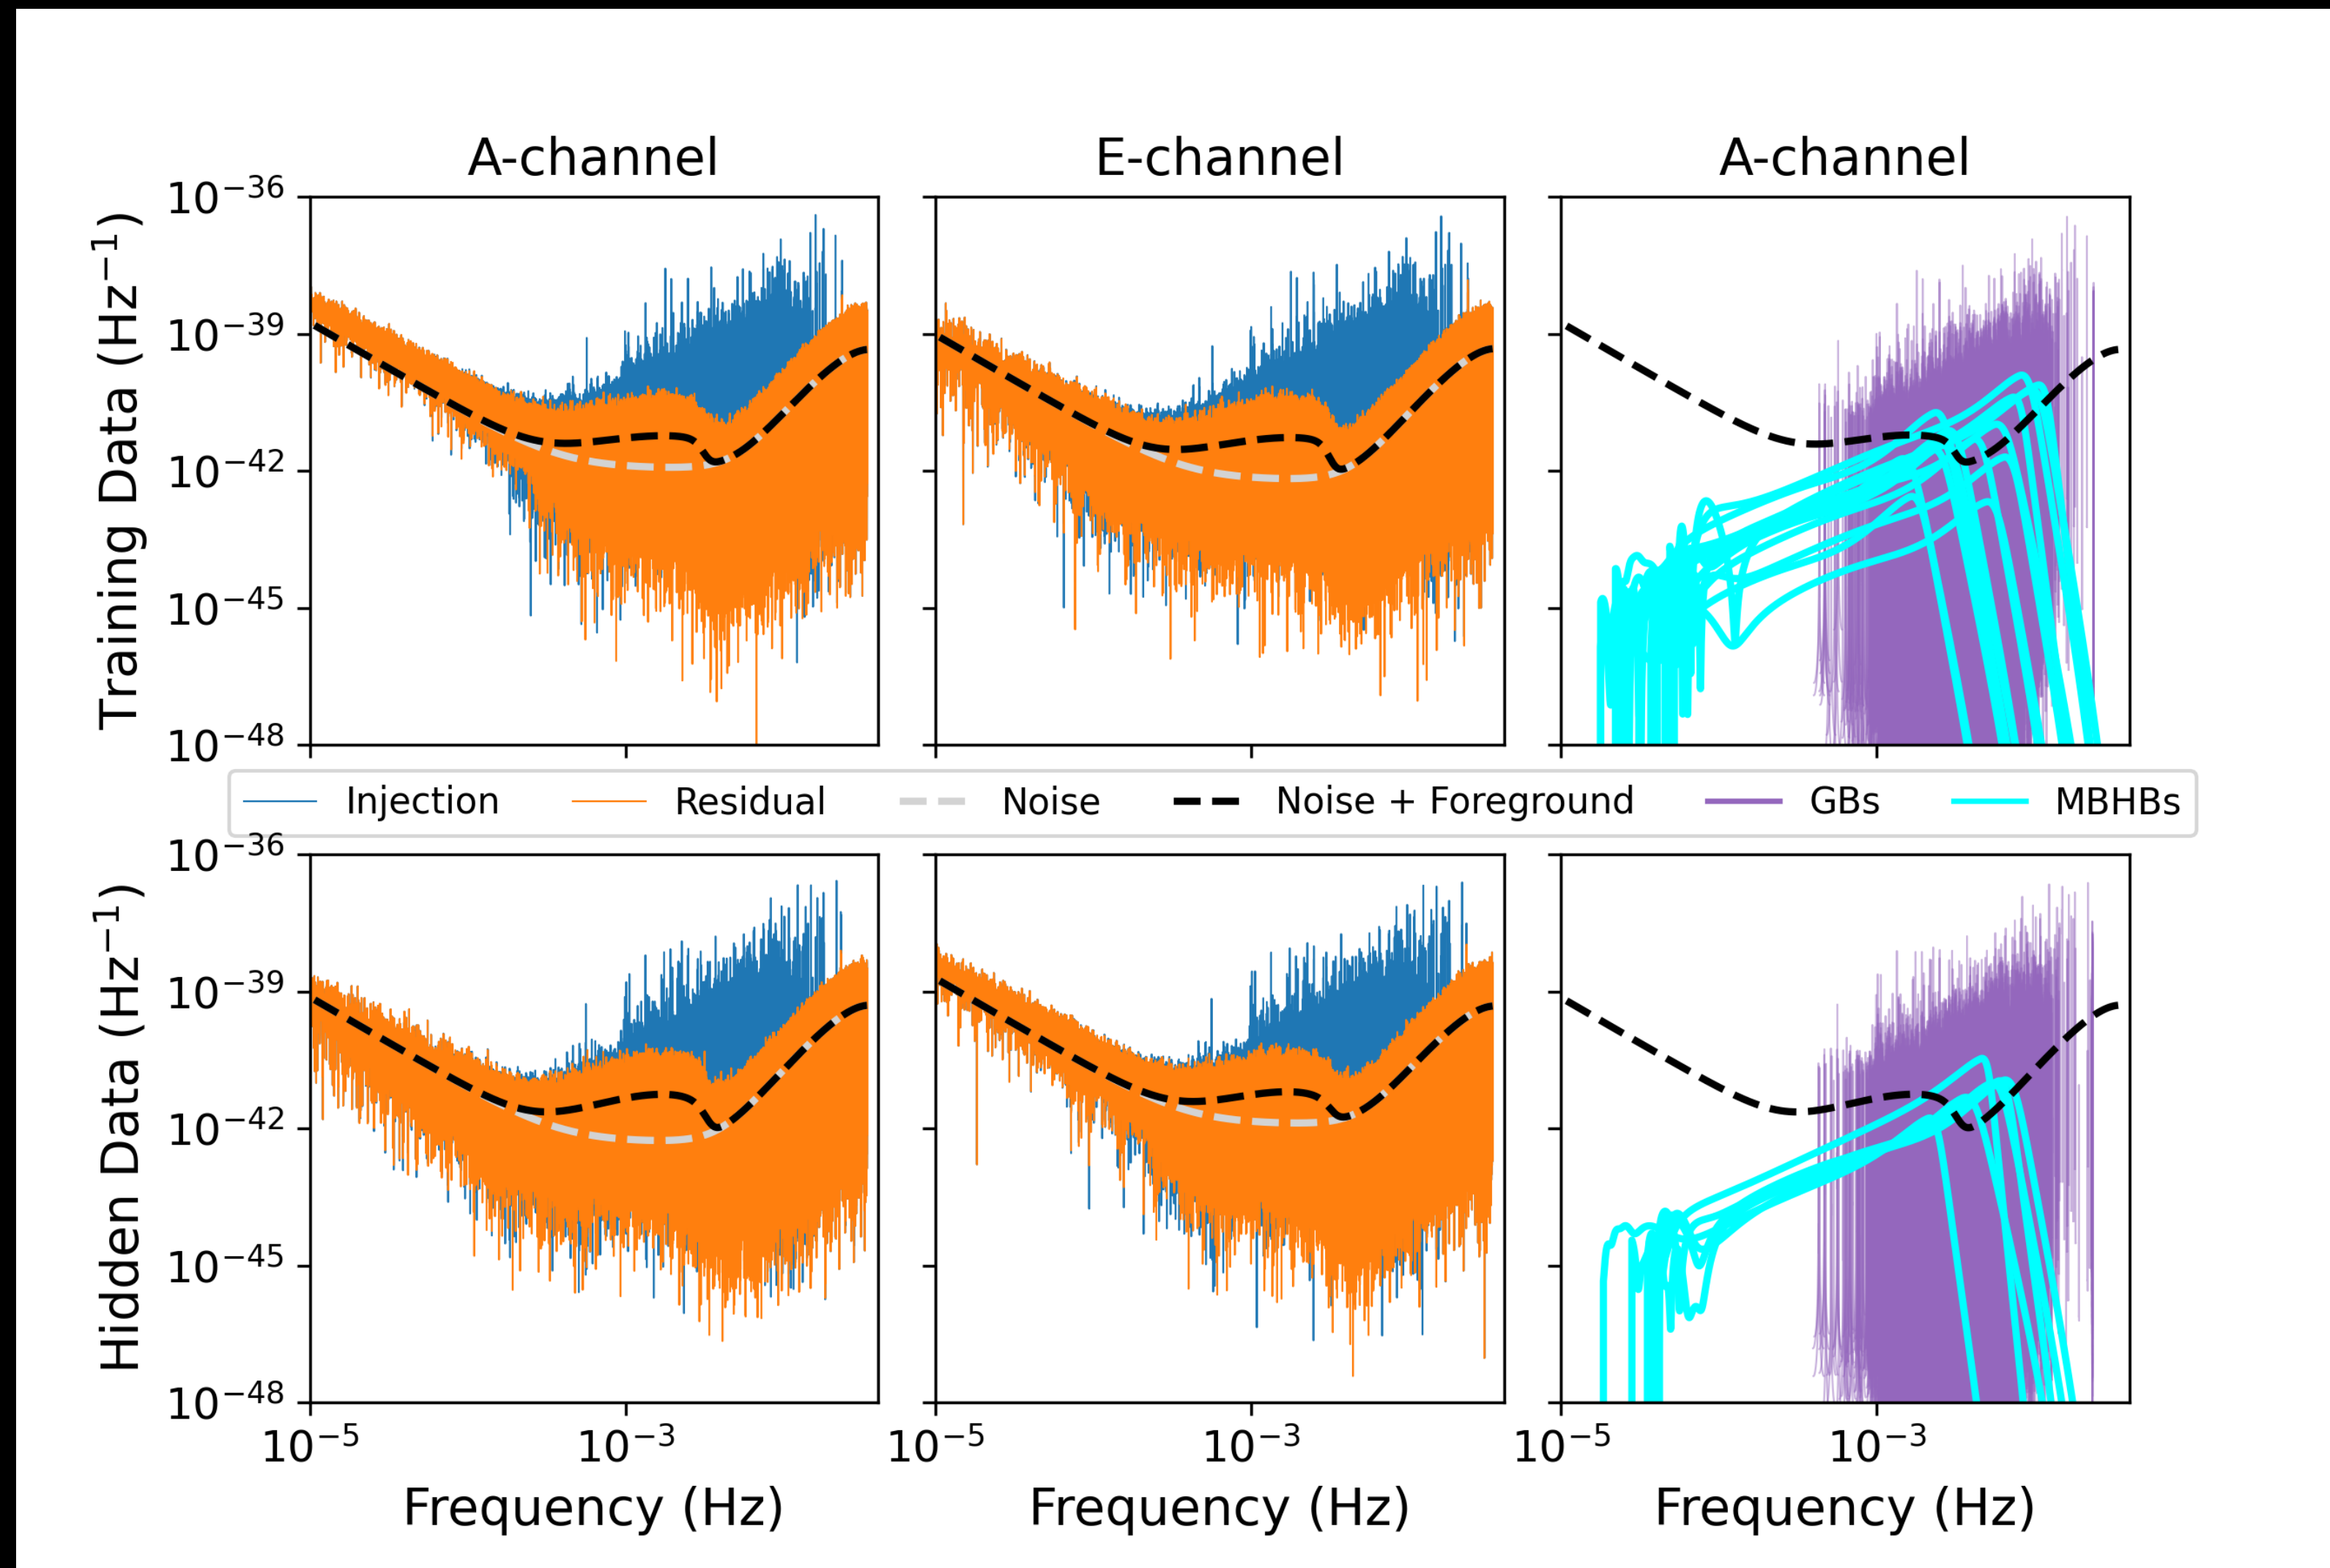 A-channel E-channel A-channel
Training Data (Hz⁻¹)
10⁻³⁶
10⁻³⁹
10⁻⁴²
10⁻⁴⁵
10⁻⁴⁸
Injection Residual Noise Noise + Foreground GBs MBHBs
Hidden Data (Hz⁻¹)
10⁻³⁶
10⁻³⁹
10⁻⁴²
10⁻⁴⁵
10⁻⁴⁸
10⁻⁵ 10⁻³ 10⁻⁵ 10⁻³ 10⁻⁵ 10⁻³
Frequency (Hz) Frequency (Hz) Frequency (Hz)